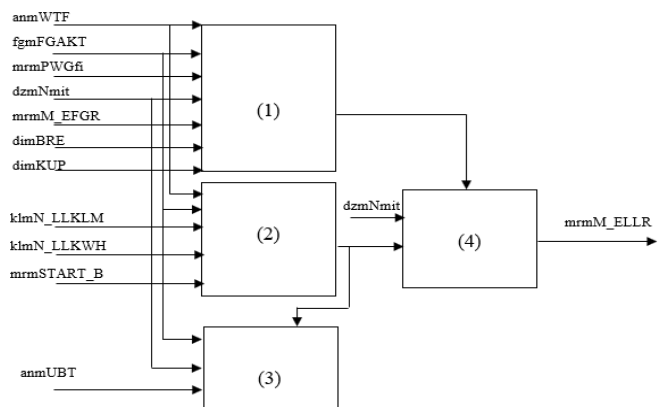 anmWTF
fgmFGAKT
mrmPWGfi
dzmNmit
mrmM_EFGR
dimBRE
dimKUP
(1)
klmN_LLKLM
klmN_LLKWH
mrmSTART_B
(2)
dzmNmit
(4)
mrmM_ELLR
anmUBT
(3)